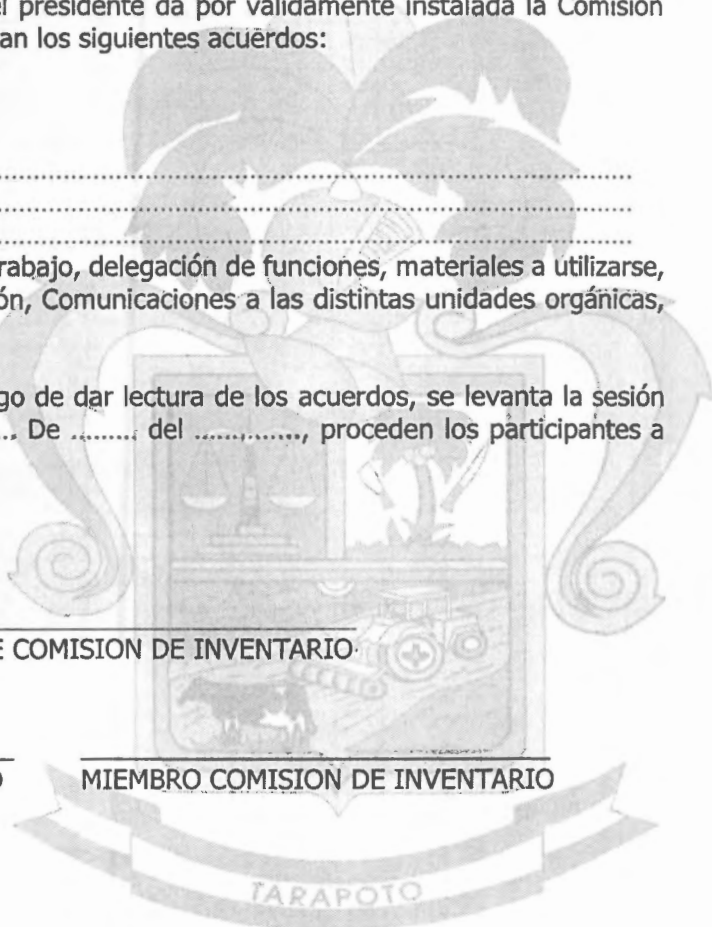 el presidente da por validamente instalada la Comisión
an los siguientes acuerdos:
..........................................................................................
..........................................................................................
..........................................................................................
rabajo, delegación de funciones, materiales a utilizarse,
ón, Comunicaciones a las distintas unidades orgánicas,
go de dar lectura de los acuerdos, se levanta la sesión
... De ......... del .............., proceden los participantes a
E COMISION DE INVENTARIO
O MIEMBRO COMISION DE INVENTARIO
TARAPOTO